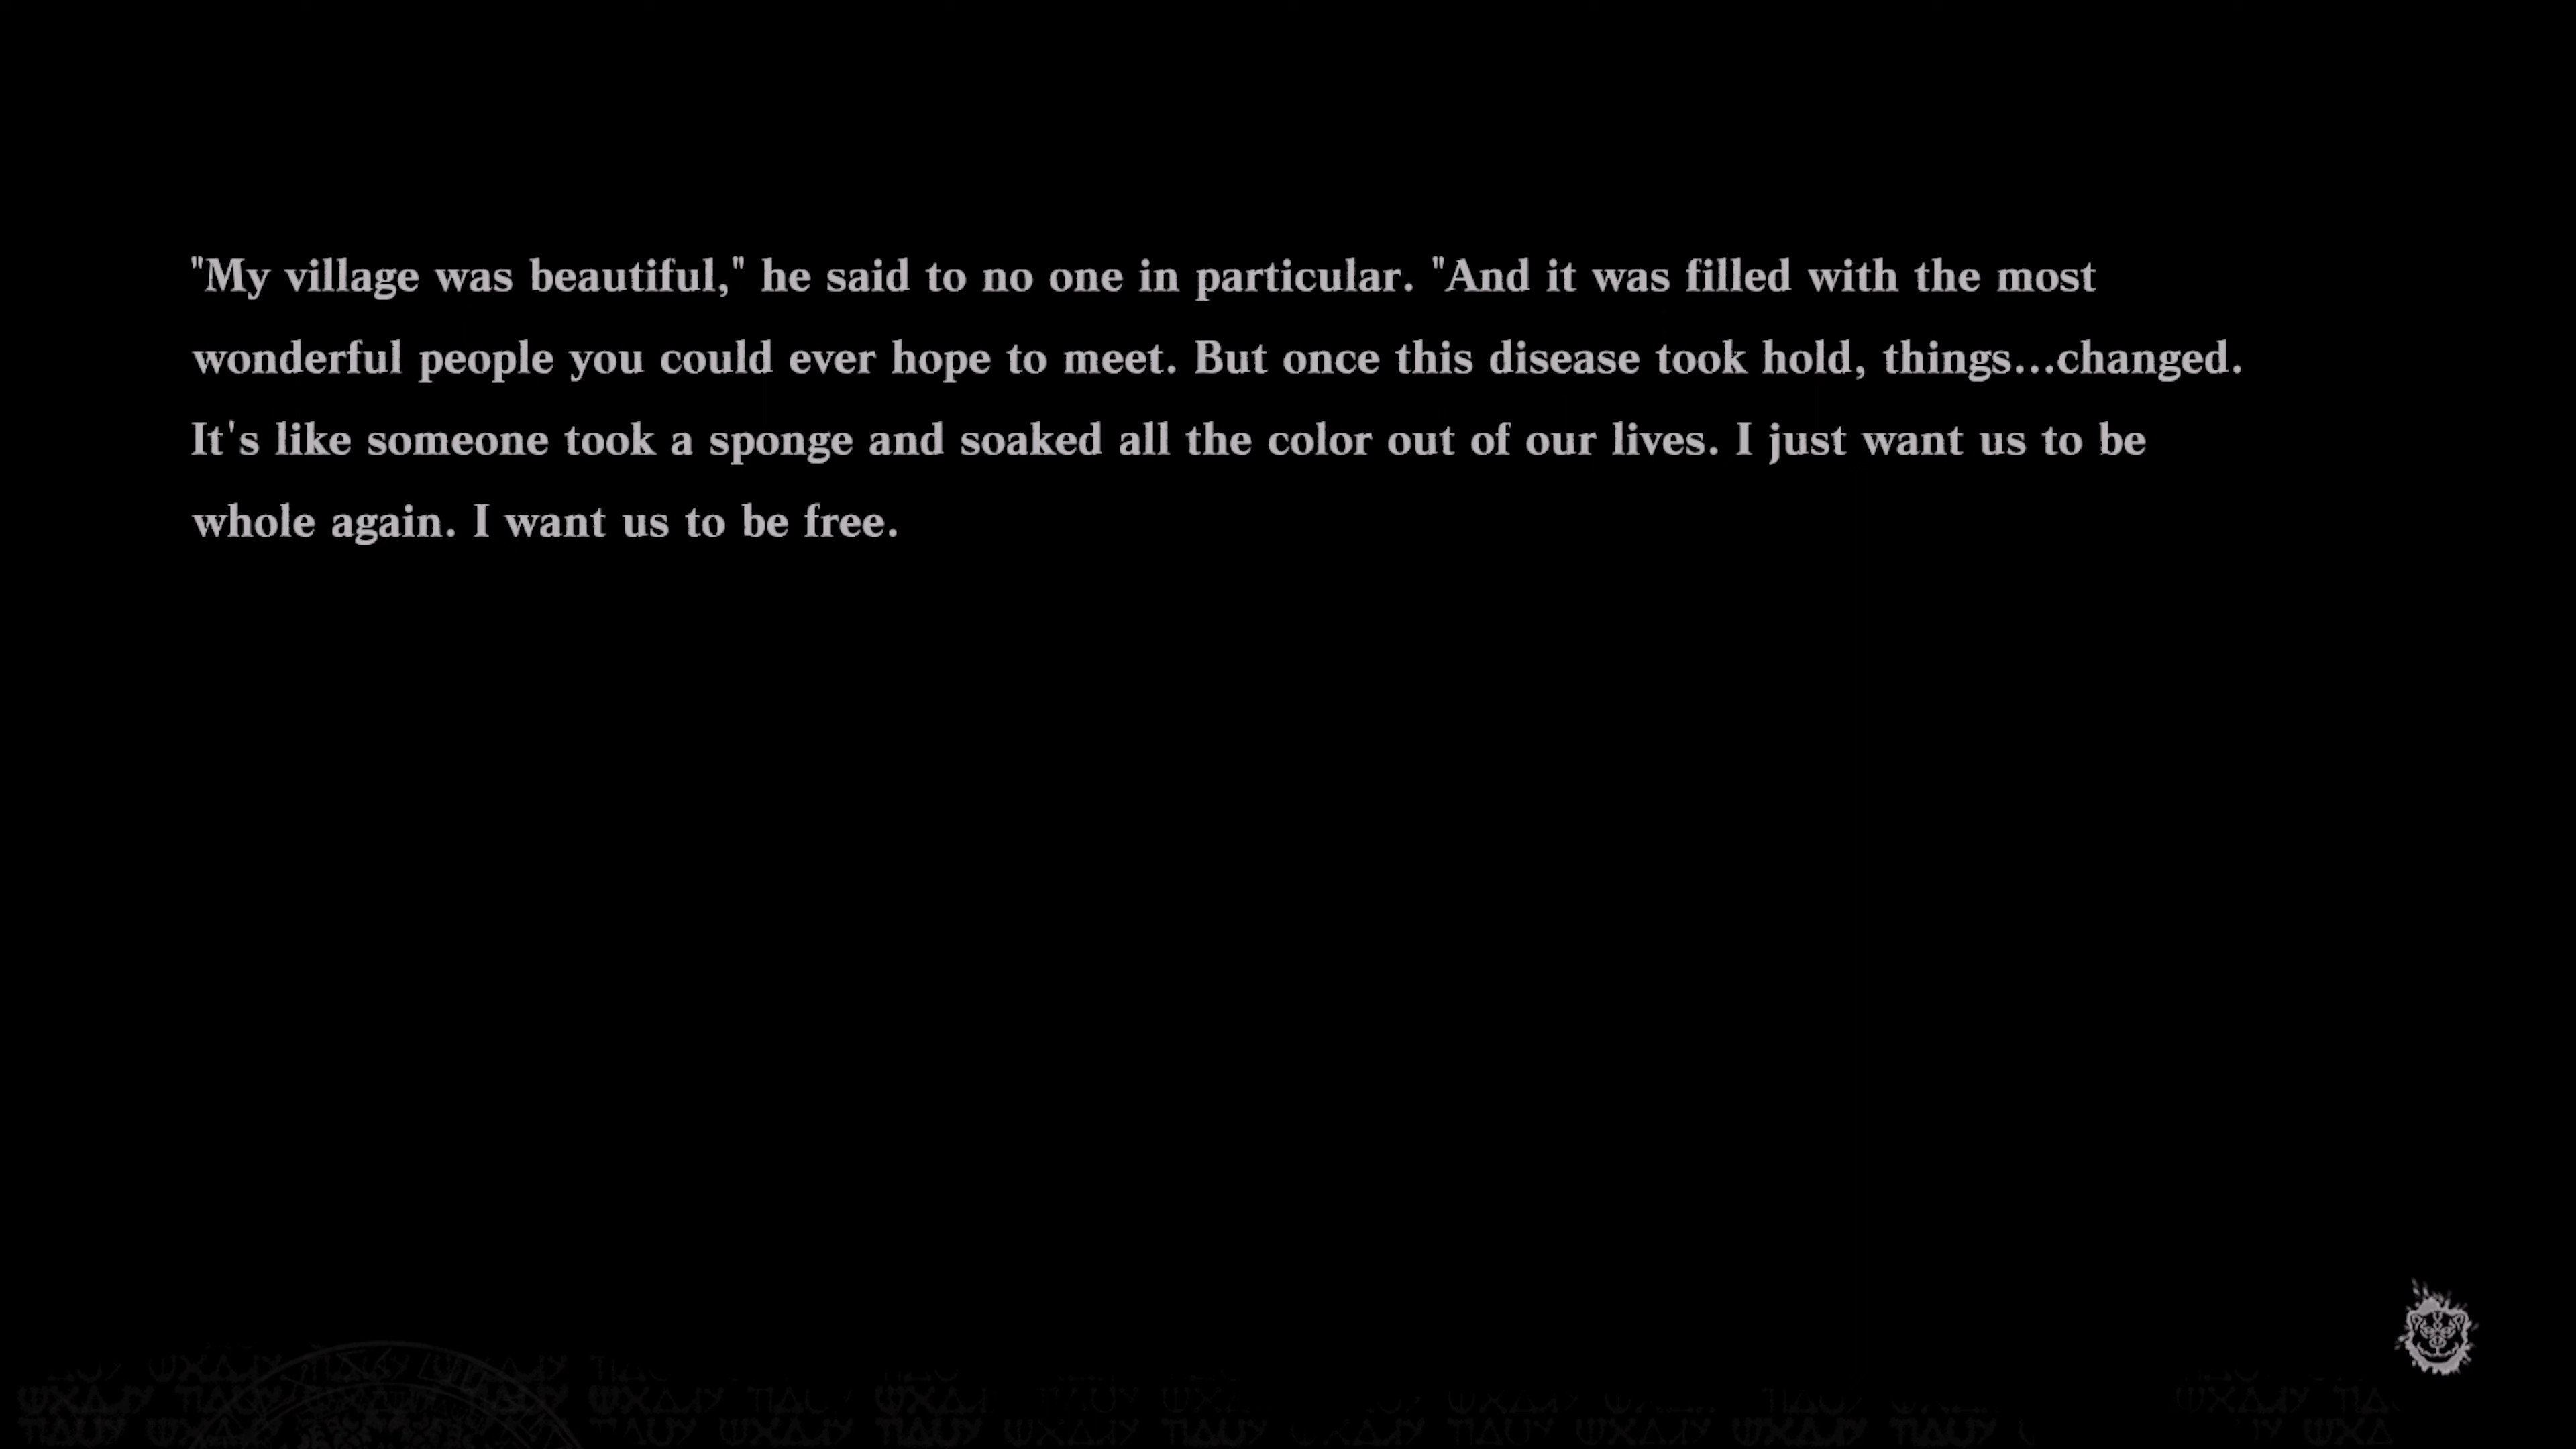 "My village was beautiful," he said to no one in particular. "And it was filled with the most
wonderful people you could ever hope to meet. But once this disease took hold, things...changed.
It's like someone took a sponge and soaked all the color out of our lives. I just want us to be
whole again. I want us to be free.